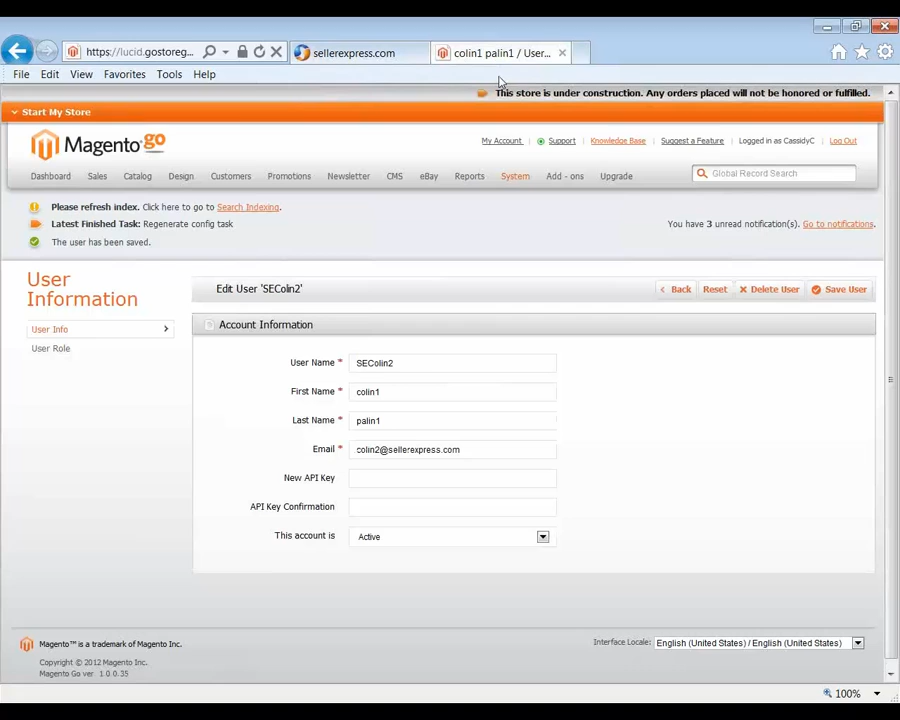 https://lucid.gostoreg...
sellerexpress.com
colin1 palin1 / User...
File Edit View Favorites Tools Help
This store is under construction. Any orders placed will not be honored or fulfilled.
Start My Store
Magento go
My Account Support Knowledge Base Suggest a Feature Logged in as CassidyC Log Out
Dashboard Sales Catalog Design Customers Promotions Newsletter CMS eBay Reports System Add - ons Upgrade
Global Record Search
Please refresh index. Click here to go to Search Indexing.
Latest Finished Task: Regenerate config task
You have 3 unread notification(s). Go to notifications.
The user has been saved.
User
Information
User Info
User Role
Edit User 'SEColin2'
Back Reset Delete User Save User
Account Information
User Name * SEColin2
First Name * colin1
Last Name * palin1
Email * colin2@sellerexpress.com
New API Key
API Key Confirmation
This account is Active
Magento™ is a trademark of Magento Inc.
Interface Locale: English (United States) / English (United States)
Copyright © 2012 Magento Inc.
Magento Go ver 1.0.0.35
100%